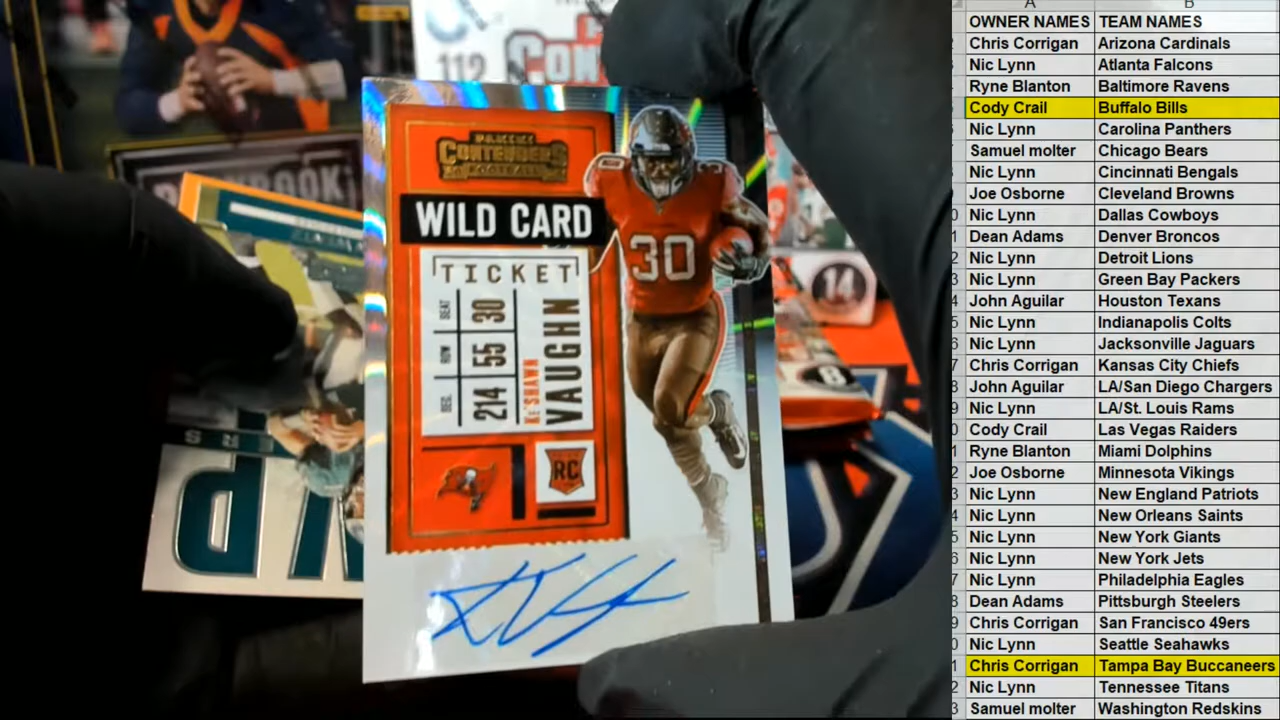 112
CONTENDERS
FOOTBALL
WILD CARD
TICKET
SEAT 30
ROW 55
SEC. 214
KE'SHAWN
VAUGHN
RC
30
14
8
A B
OWNER NAMES TEAM NAMES
Chris Corrigan Arizona Cardinals
Nic Lynn Atlanta Falcons
Ryne Blanton Baltimore Ravens
Cody Crail Buffalo Bills
Nic Lynn Carolina Panthers
Samuel molter Chicago Bears
Nic Lynn Cincinnati Bengals
Joe Osborne Cleveland Browns
Nic Lynn Dallas Cowboys
Dean Adams Denver Broncos
Nic Lynn Detroit Lions
Nic Lynn Green Bay Packers
John Aguilar Houston Texans
Nic Lynn Indianapolis Colts
Nic Lynn Jacksonville Jaguars
Chris Corrigan Kansas City Chiefs
John Aguilar LA/San Diego Chargers
Nic Lynn LA/St. Louis Rams
Cody Crail Las Vegas Raiders
Ryne Blanton Miami Dolphins
Joe Osborne Minnesota Vikings
Nic Lynn New England Patriots
Nic Lynn New Orleans Saints
Nic Lynn New York Giants
Nic Lynn New York Jets
Nic Lynn Philadelphia Eagles
Dean Adams Pittsburgh Steelers
Chris Corrigan San Francisco 49ers
Nic Lynn Seattle Seahawks
Chris Corrigan Tampa Bay Buccaneers
Nic Lynn Tennessee Titans
Samuel molter Washington Redskins